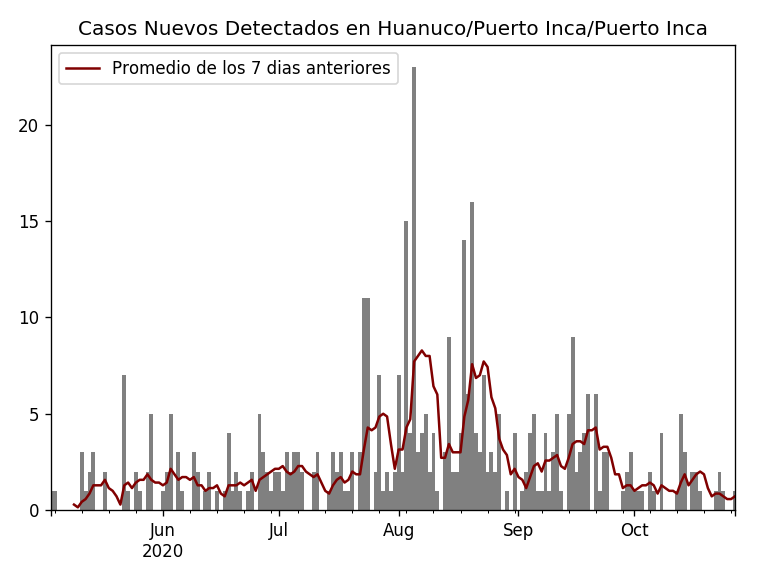 Casos Nuevos Detectados en Huanuco/Puerto Inca/Puerto Inca
Promedio de los 7 dias anteriores
20
15
10
5
0
Jun Jul Aug Sep Oct
2020